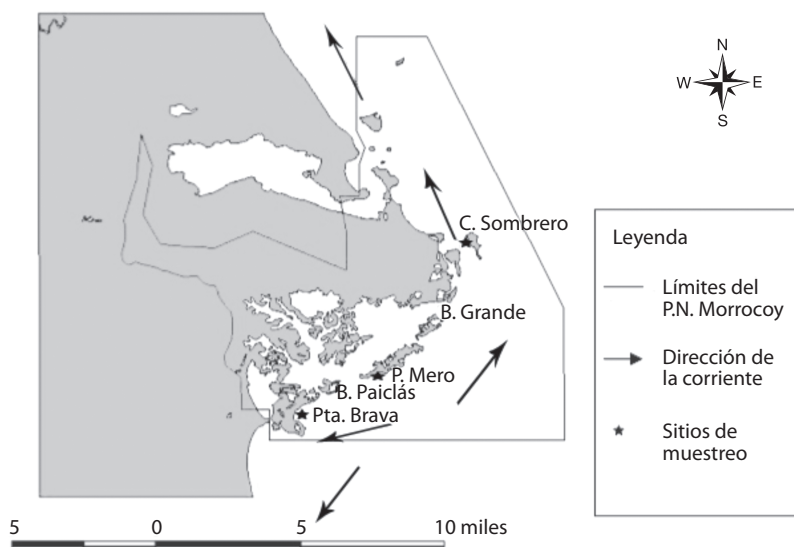 N
W E
S
C. Sombrero
B. Grande
P. Mero
B. Paiclás
Pta. Brava
Leyenda
Límites del
P.N. Morrocoy
Dirección de
la corriente
Sitios de
muestreo
5 0 5 10 miles